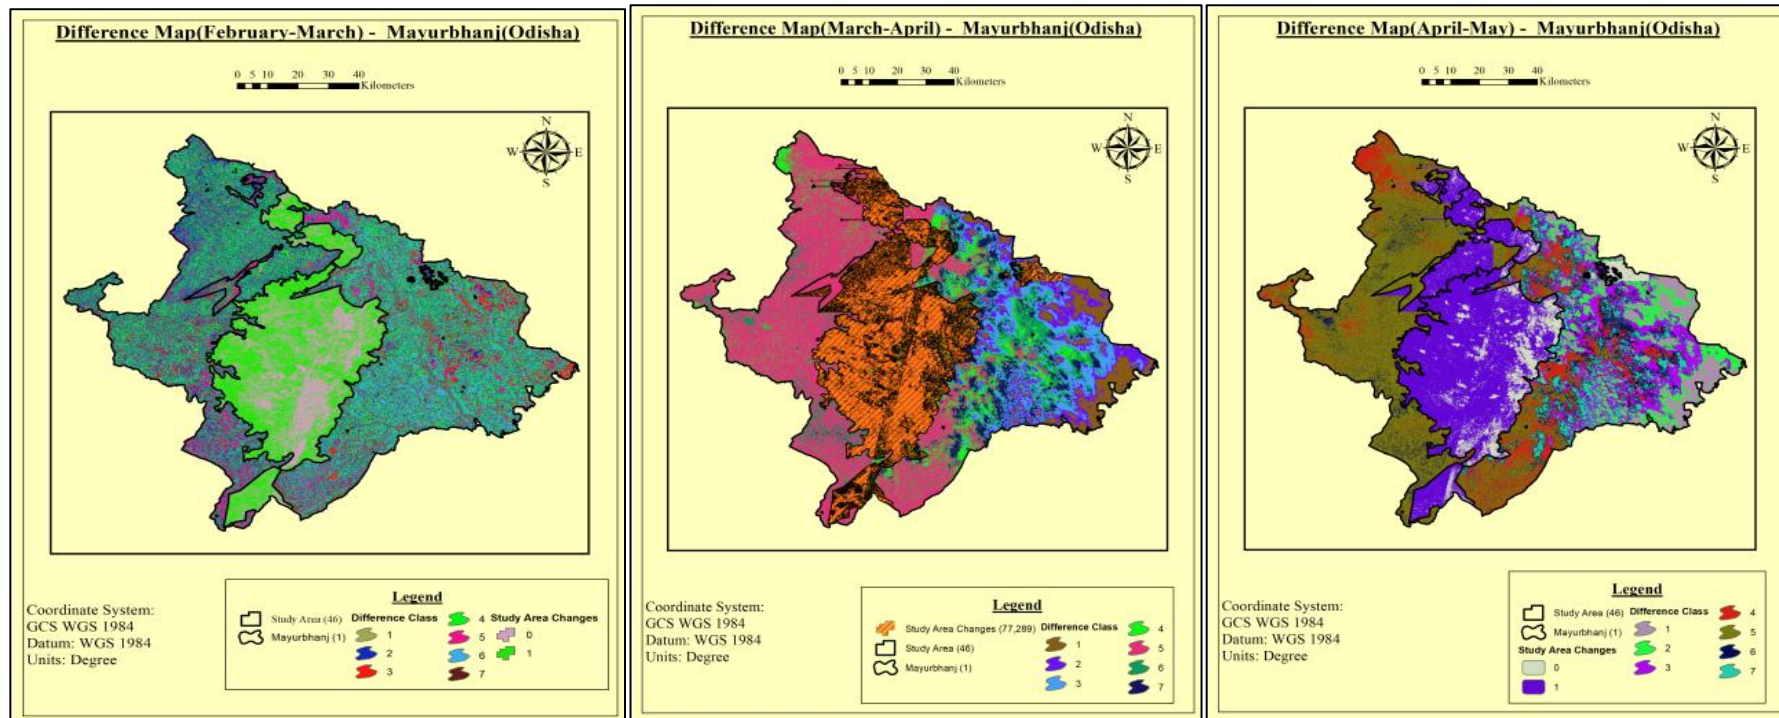 Difference Map(February-March) - Mayurbhanj(Odisha)
0 5 10 20 30 40
Kilometers
N
W E
S
Coordinate System:
GCS WGS 1984
Datum: WGS 1984
Units: Degree
Legend
Study Area (46)
Mayurbhanj (1)
Difference Class
1
2
3
4
5
6
7
Study Area Changes
0
1
Difference Map(March-April) - Mayurbhanj(Odisha)
0 5 10 20 30 40
Kilometers
N
W E
S
Coordinate System:
GCS WGS 1984
Datum: WGS 1984
Units: Degree
Legend
Study Area Changes (77,289)
Study Area (46)
Mayurbhanj (1)
Difference Class
1
2
3
4
5
6
7
Difference Map(April-May) - Mayurbhanj(Odisha)
0 5 10 20 30 40
Kilometers
N
W E
S
Coordinate System:
GCS WGS 1984
Datum: WGS 1984
Units: Degree
Legend
Study Area (46)
Mayurbhanj (1)
Study Area Changes
0
1
Difference Class
1
2
3
4
5
6
7